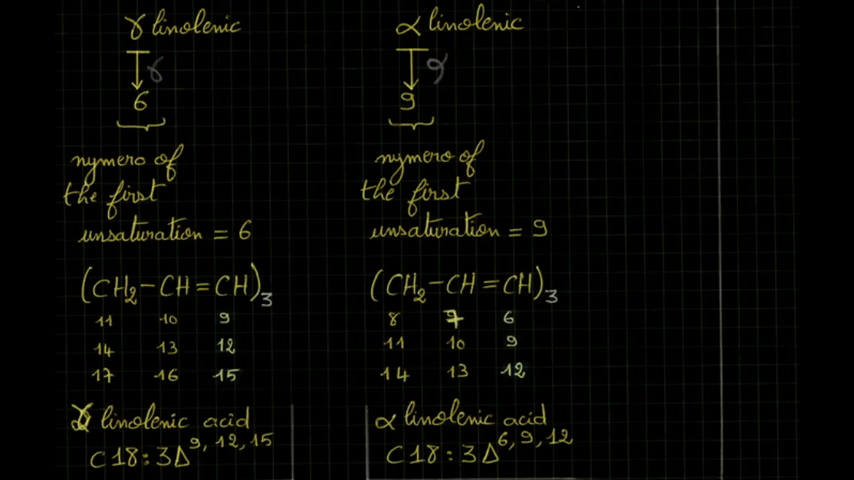 γ linolenic
γ
6
nymero of
the first
unsaturation = 6
(CH₂-CH=CH)₃
11 10 9
14 13 12
17 16 15
linolenic acid
C18:3Δ⁹,¹²,¹⁵
α linolenic
9
nymero of
the first
unsaturation = 9
(CH₂-CH=CH)₃
8 7 6
11 10 9
14 13 12
α linolenic acid
C18:3Δ⁶,⁹,¹²